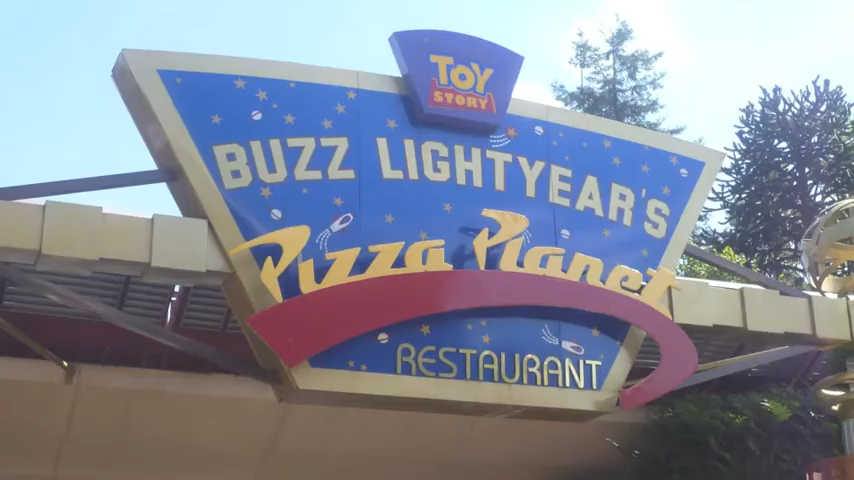 TOY
STORY
BUZZ LIGHTYEAR'S
Pizza Planet
RESTAURANT